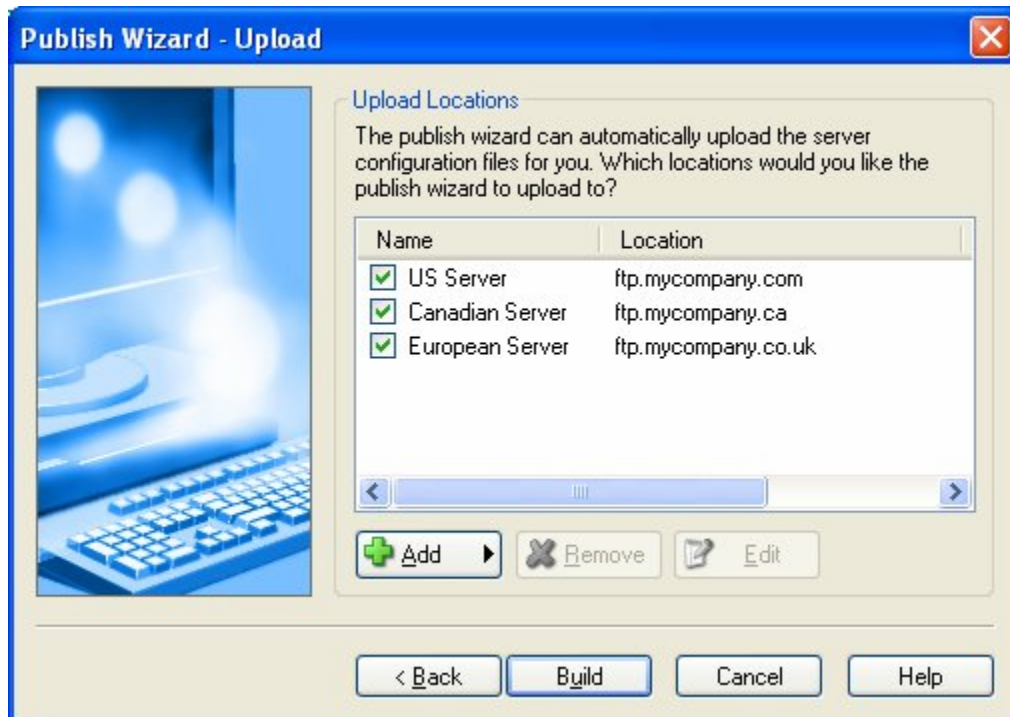 Publish Wizard - Upload
Upload Locations
The publish wizard can automatically upload the server
configuration files for you. Which locations would you like the
publish wizard to upload to?
Name Location
US Server ftp.mycompany.com
Canadian Server ftp.mycompany.ca
European Server ftp.mycompany.co.uk
Add Remove Edit
< Back Build Cancel Help